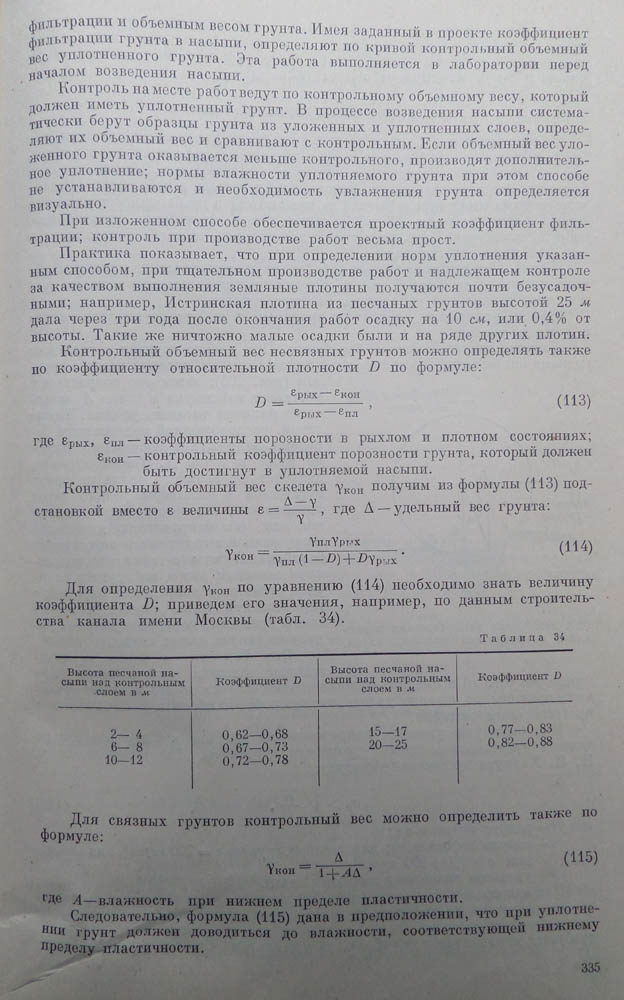 фильтрации и объемным весом грунта. Имея заданный в проекте коэффициент
фильтрации грунта в насыпи, определяют по кривой контрольный объемный
вес уплотненного грунта. Эта работа выполняется в лаборатории перед
началом возведения насыпи.
Контроль на месте работ ведут по контрольному объемному весу, который
должен иметь уплотненный грунт. В процессе возведения насыпи система-
тически берут образцы грунта из уложенных и уплотненных слоев, опреде-
ляют их объемный вес и сравнивают с контрольным. Если объемный вес уло-
женного грунта оказывается меньше контрольного, производят дополнитель-
ное уплотнение; нормы влажности уплотняемого грунта при этом способе
не устанавливаются и необходимость увлажнения грунта определяется
визуально.
При изложенном способе обеспечивается проектный коэффициент филь-
трации; контроль при производстве работ весьма прост.
Практика показывает, что при определении норм уплотнения указан-
ным способом, при тщательном производстве работ и надлежащем контроле
за качеством выполнения земляные плотины получаются почти безусадоч-
ными; например, Истринская плотина из песчаных грунтов высотой 25 м
дала через три года после окончания работ осадку на 10 см, или 0,4% от
высоты. Такие же ничтожно малые осадки были и на ряде других плотин.
Контрольный объемный вес несвязных грунтов можно определять также
по коэффициенту относительной плотности D по формуле:
D = (εрых — εкон) / (εрых — εпл), (113)
где εрых, εпл — коэффициенты порозности в рыхлом и плотном состояниях;
εкон — контрольный коэффициент порозности грунта, который должен
быть достигнут в уплотняемой насыпи.
Контрольный объемный вес скелета γкон получим из формулы (113) под-
становкой вместо ε величины ε = (Δ — γ) / γ, где Δ — удельный вес грунта:
γкон = γплγрых / (γпл (1 — D) + Dγрых). (114)
Для определения γкон по уравнению (114) необходимо знать величину
коэффициента D; приведем его значения, например, по данным строитель-
ства канала имени Москвы (табл. 34).
Таблица 34
Высота песчаной на-
сыпи над контрольным
слоем в м
Коэффициент D
Высота песчаной на-
сыпи над контрольным
слоем в м
Коэффициент D
2— 4 0,62—0,68 15—17 0,77—0,83
6— 8 0,67—0,73 20—25 0,82—0,88
10—12 0,72—0,78
Для связных грунтов контрольный вес можно определить также по
формуле:
γкон = Δ / (1 + AΔ), (115)
где A—влажность при нижнем пределе пластичности.
Следовательно, формула (115) дана в предположении, что при уплотне-
нии грунт должен доводиться до влажности, соответствующей нижнему
пределу пластичности.
335